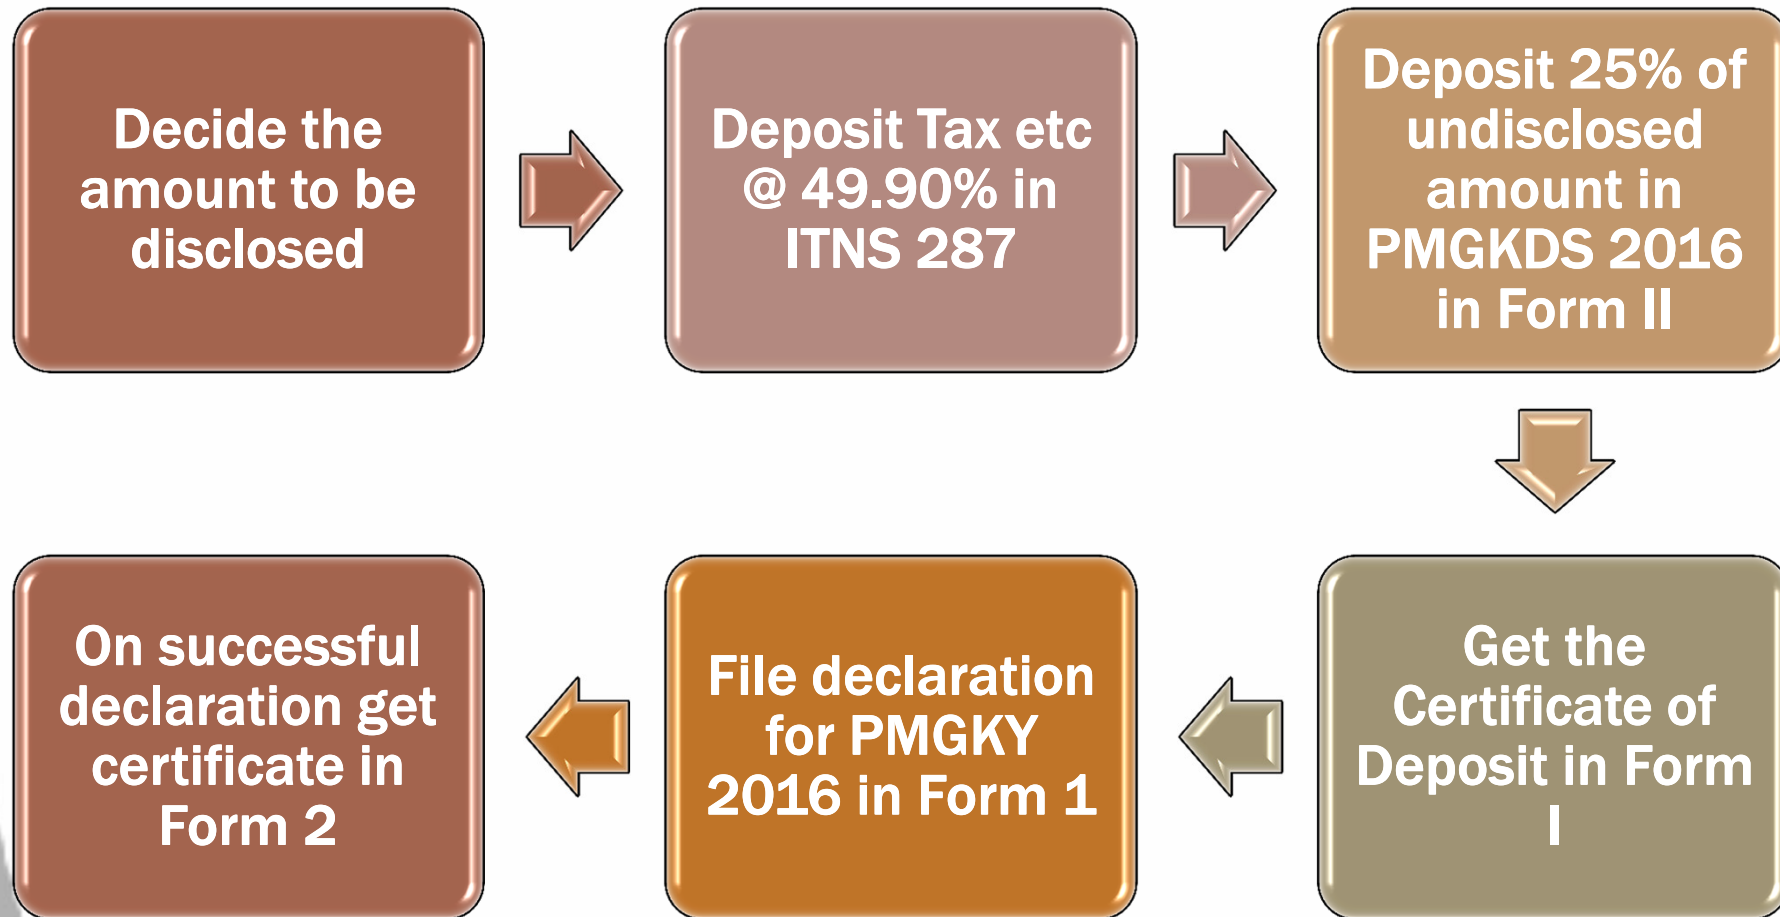 Decide the
amount to be
disclosed
Deposit Tax etc
@ 49.90% in
ITNS 287
Deposit 25% of
undisclosed
amount in
PMGKDS 2016
in Form II
Get the
Certificate of
Deposit in Form
I
File declaration
for PMGKY
2016 in Form 1
On successful
declaration get
certificate in
Form 2